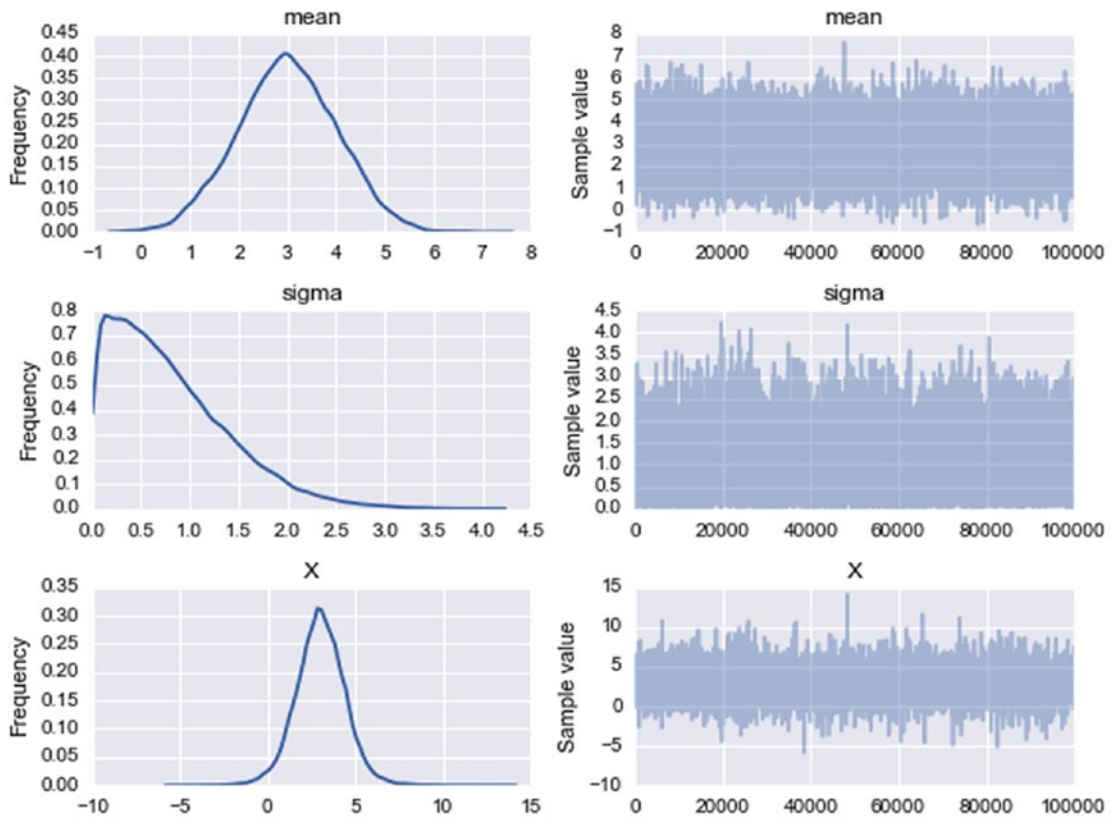 mean
0.45
0.40
0.35
0.30
0.25
0.20
0.15
0.10
0.05
0.00
Frequency
−1 0 1 2 3 4 5 6 7 8
mean
8
7
6
5
4
3
2
1
0
−1
Sample value
0 20000 40000 60000 80000 100000
sigma
0.8
0.7
0.6
0.5
0.4
0.3
0.2
0.1
0.0
Frequency
0.0 0.5 1.0 1.5 2.0 2.5 3.0 3.5 4.0 4.5
sigma
4.5
4.0
3.5
3.0
2.5
2.0
1.5
1.0
0.5
0.0
Sample value
0 20000 40000 60000 80000 100000
X
0.35
0.30
0.25
0.20
0.15
0.10
0.05
0.00
Frequency
−10 −5 0 5 10 15
X
15
10
5
0
−5
−10
Sample value
0 20000 40000 60000 80000 100000